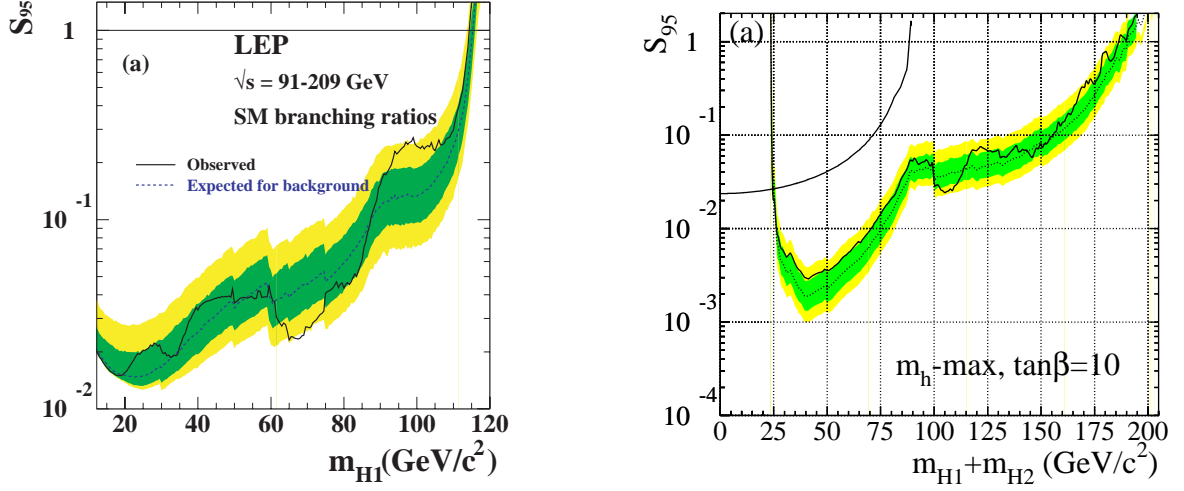 S95
1
10 -1
10 -2
(a)
LEP
√s = 91-209 GeV
SM branching ratios
Observed
Expected for background
20 40 60 80 100 120
mH1(GeV/c2)
S95
1
10 -1
10 -2
10 -3
10 -4
(a)
mh-max, tanβ=10
0 25 50 75 100 125 150 175 200
mH1+mH2 (GeV/c2)